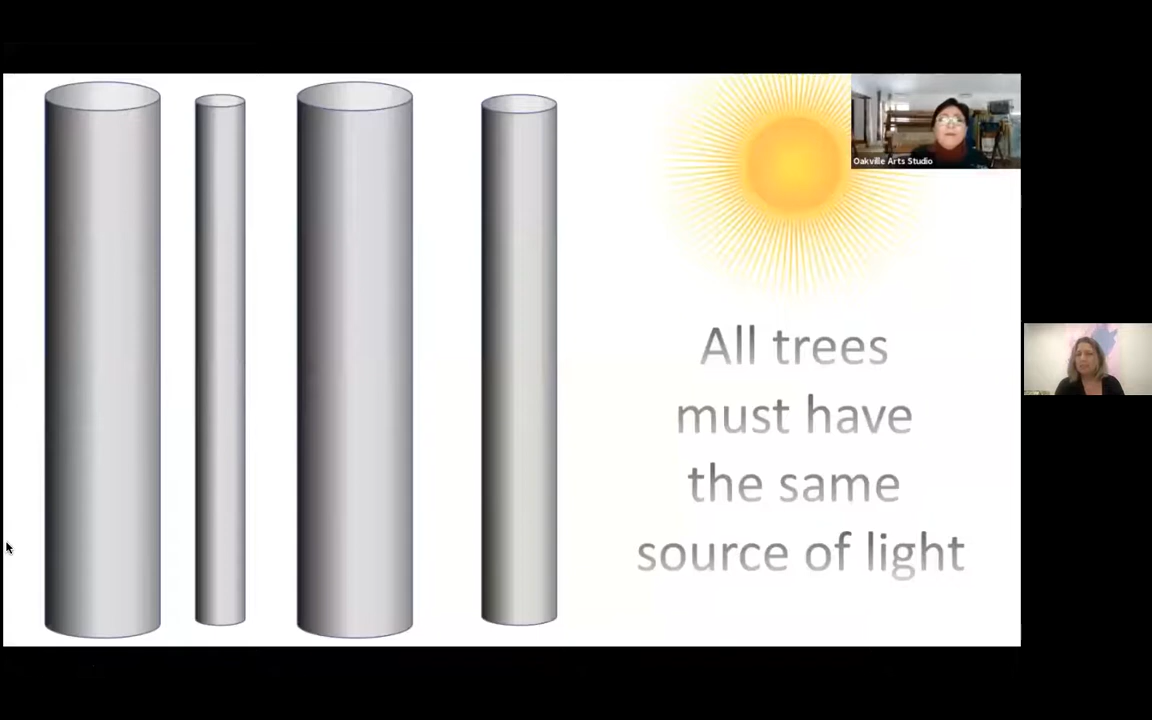 Oakville Arts Studio
All trees
must have
the same
source of light